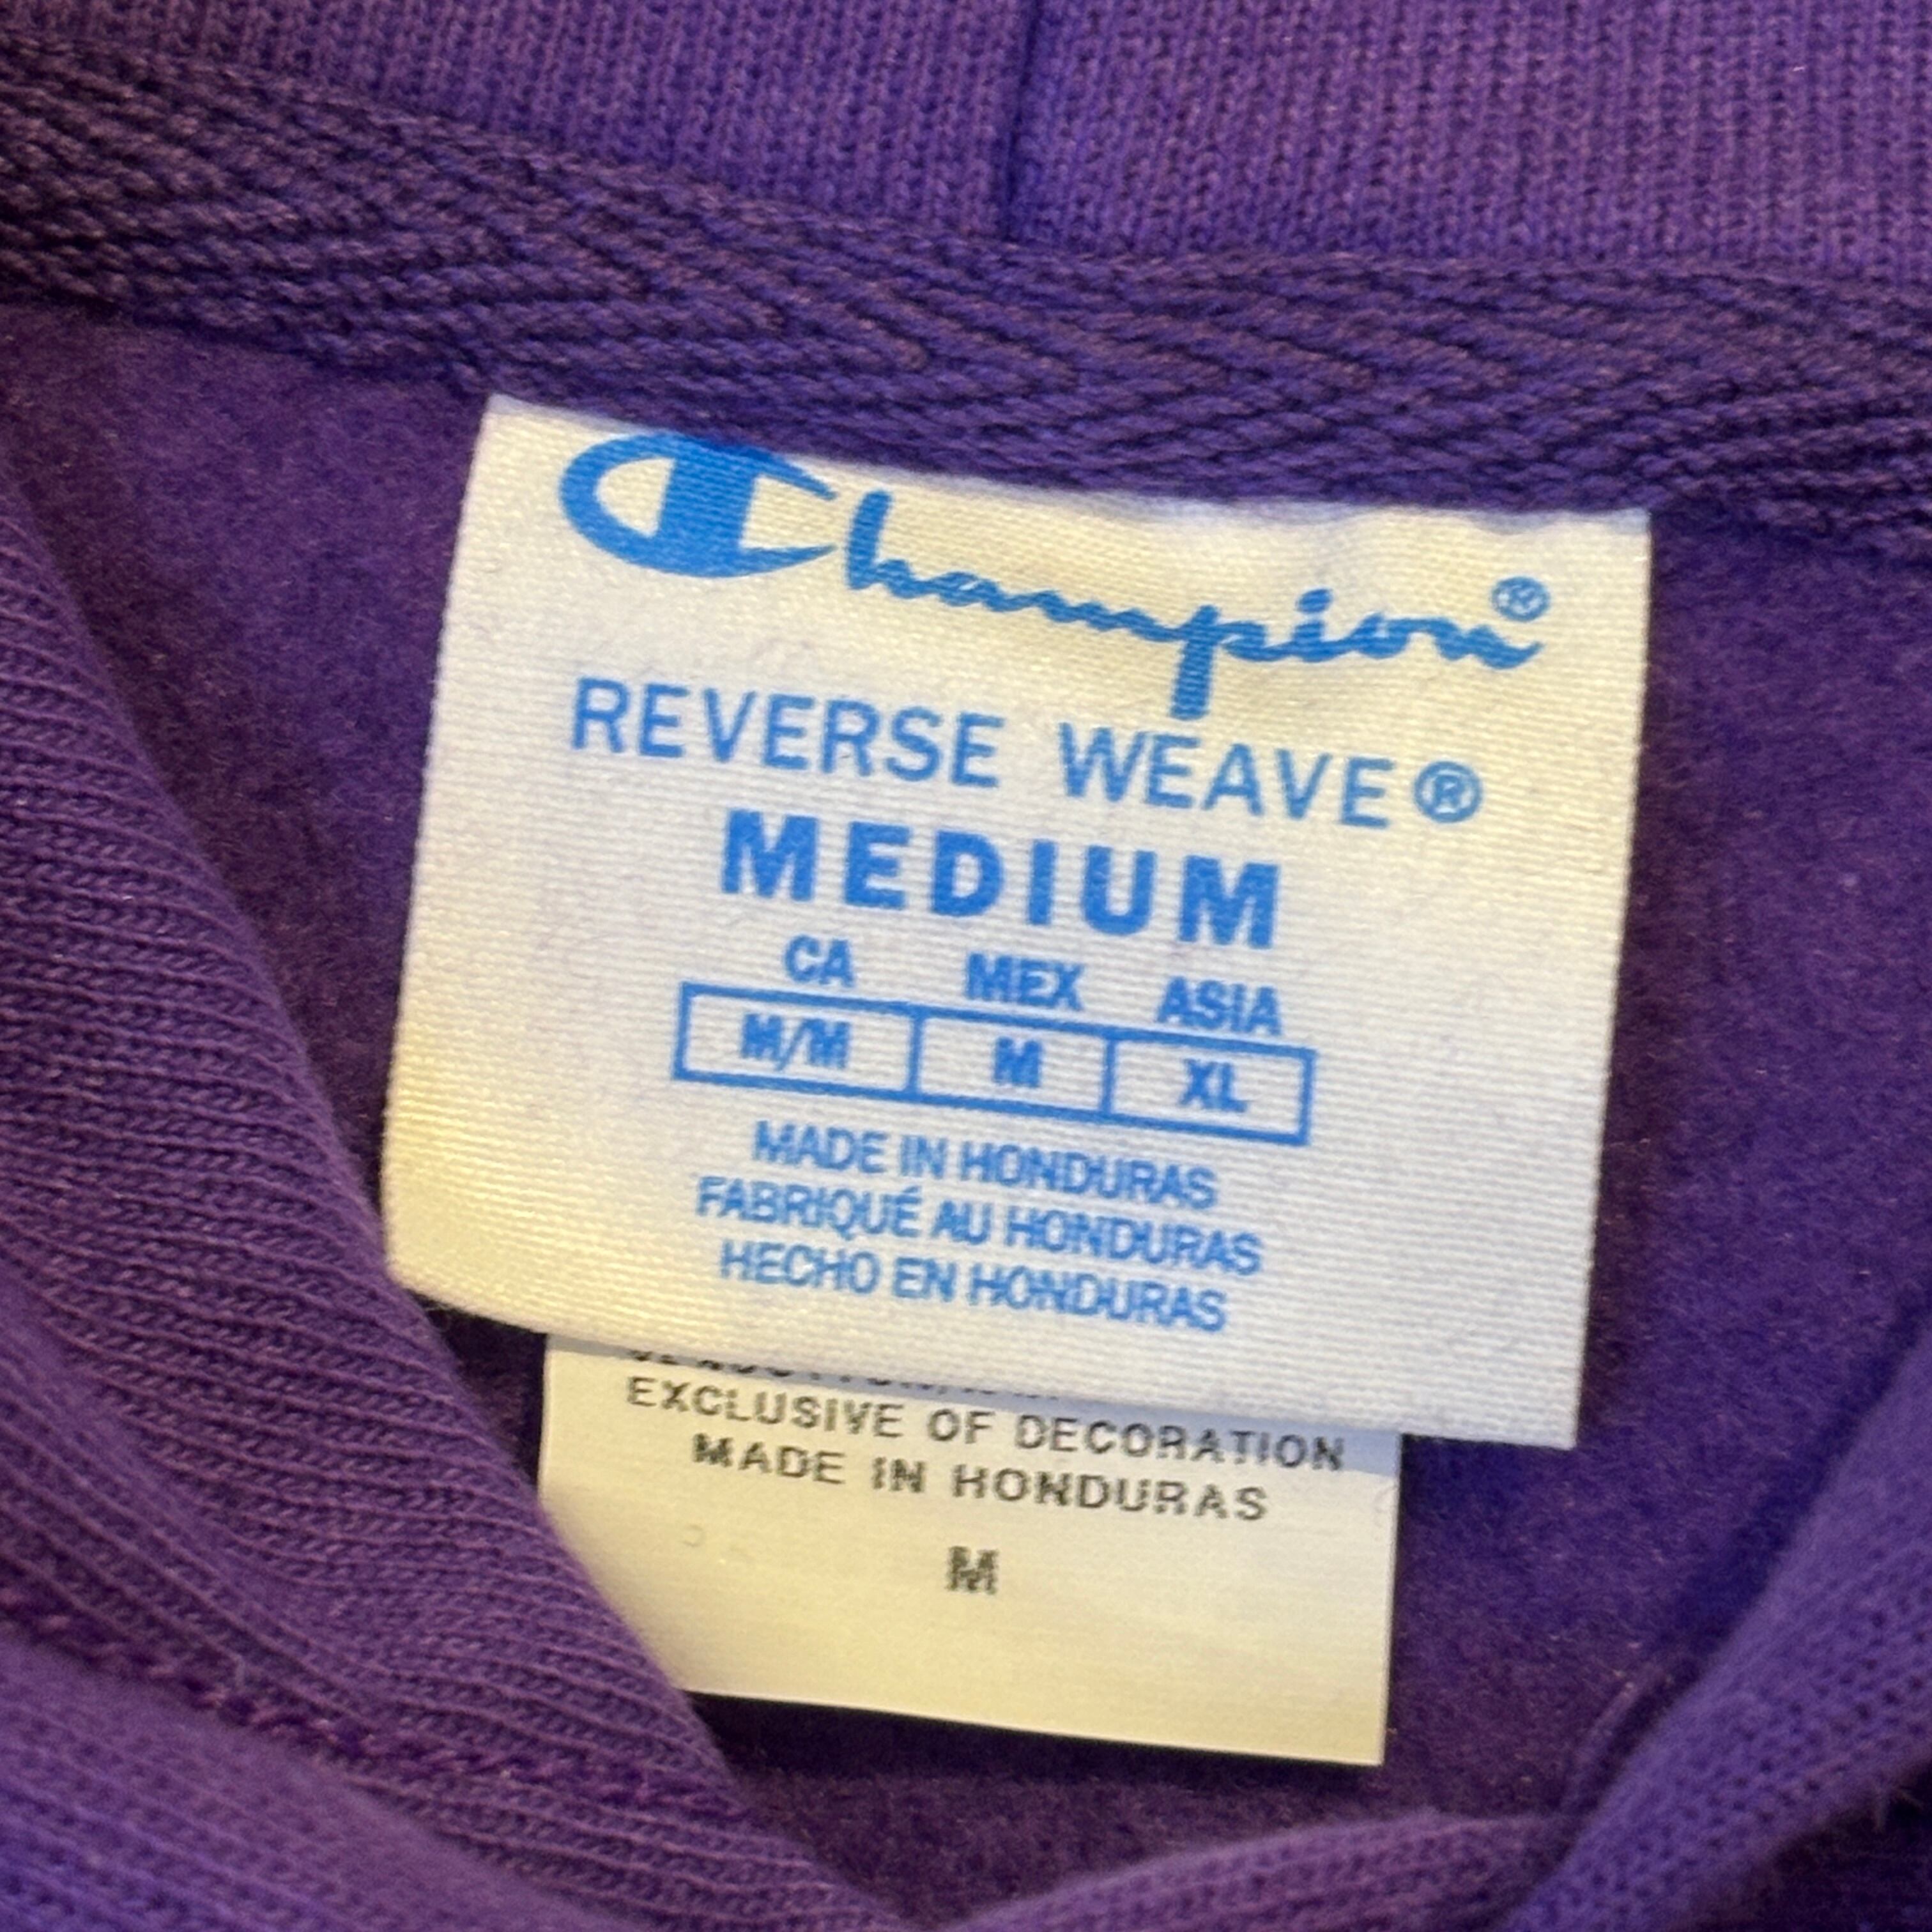 Champion®
REVERSE WEAVE®
MEDIUM
CA MEX ASIA
M/M M XL
MADE IN HONDURAS
FABRIQUÉ AU HONDURAS
HECHO EN HONDURAS
EXCLUSIVE OF DECORATION
MADE IN HONDURAS
M